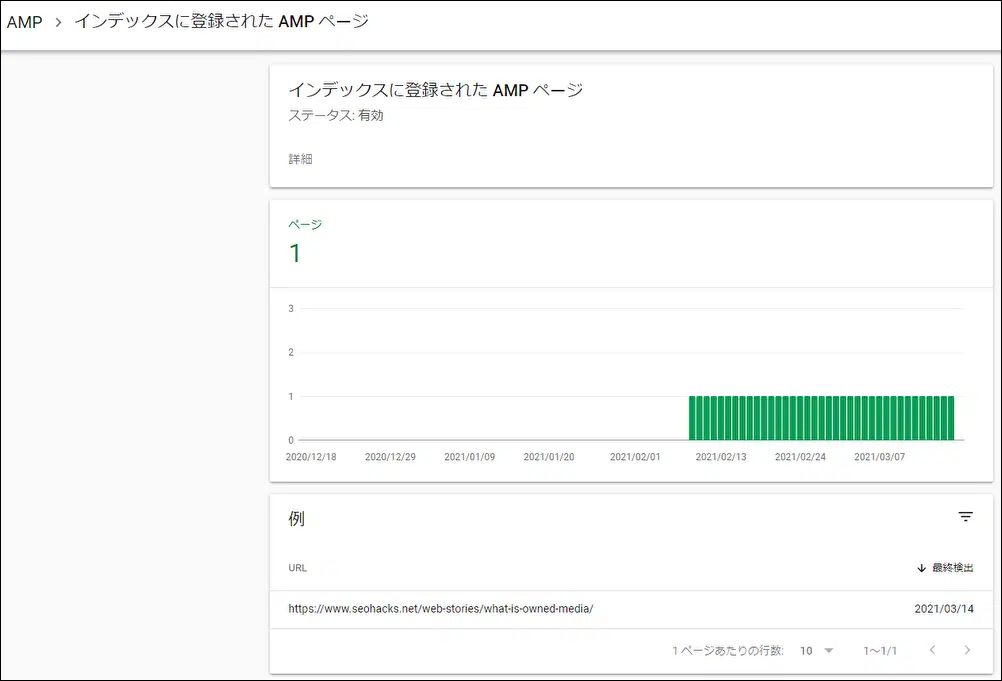 AMP > インデックスに登録された AMP ページ
インデックスに登録された AMP ページ
ステータス: 有効
詳細
ページ
1
3
2
1
0
2020/12/18 2020/12/29 2021/01/09 2021/01/20 2021/02/01 2021/02/13 2021/02/24 2021/03/07
例
URL 最終検出
https://www.seohacks.net/web-stories/what-is-owned-media/ 2021/03/14
1 ページあたりの行数: 10 1～1/1